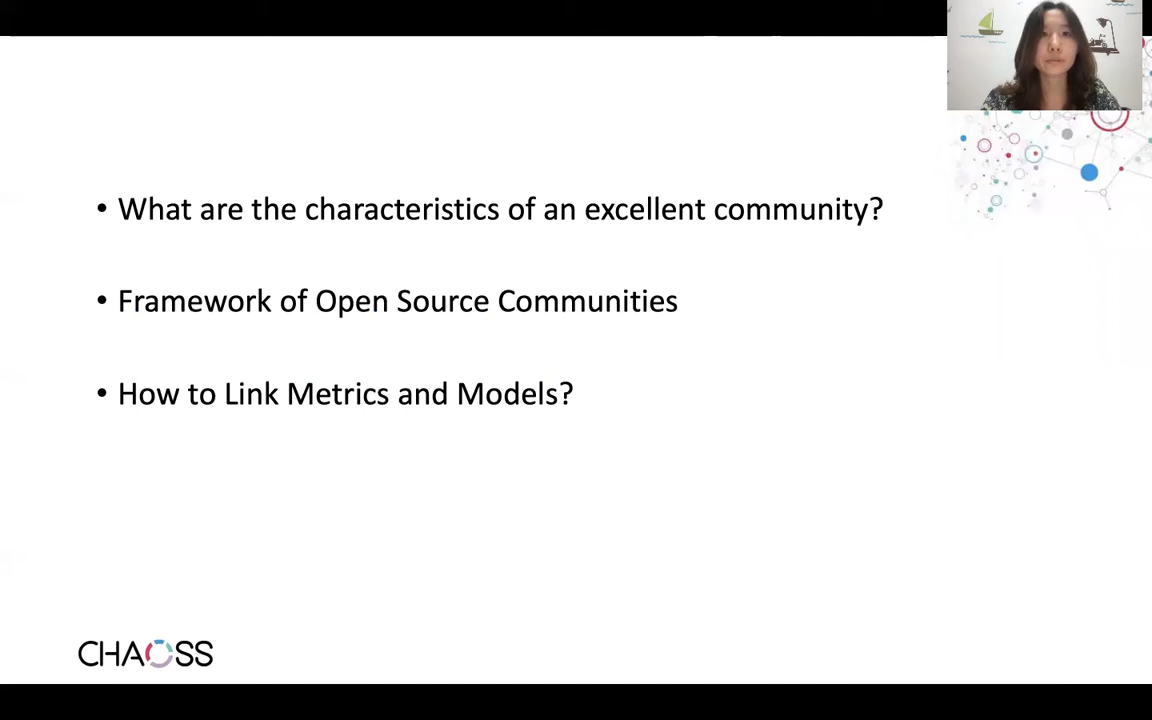 • What are the characteristics of an excellent community?
• Framework of Open Source Communities
• How to Link Metrics and Models?
CHAOSS